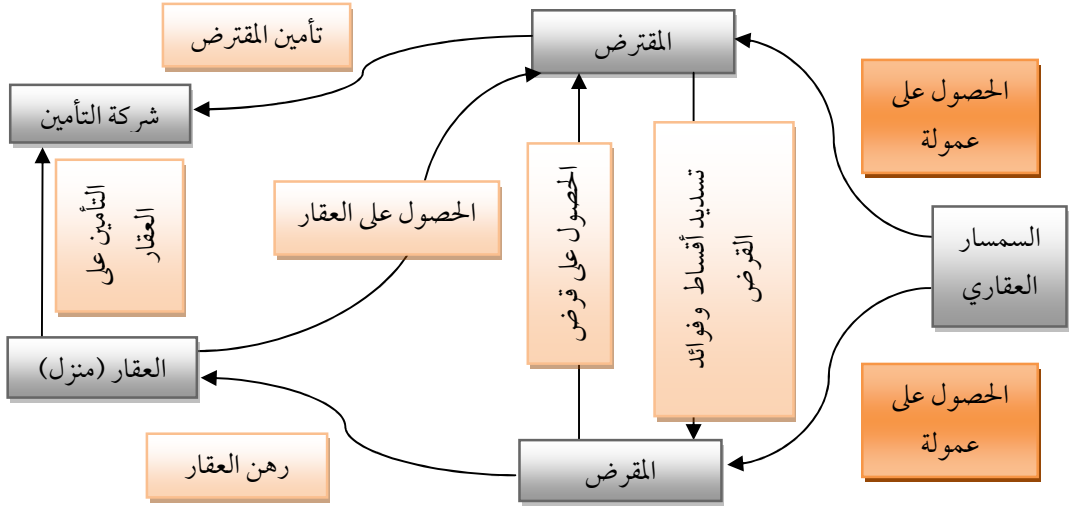 تأمين المقترض
المقترض
الحصول على
عمولة
شركة التأمين
التأمين على
العقار
الحصول على العقار
الحصول على قرض
تسديد أقساط وفوائد
القرض
السمسار
العقاري
العقار (منزل)
الحصول على
عمولة
رهن العقار
المقرض